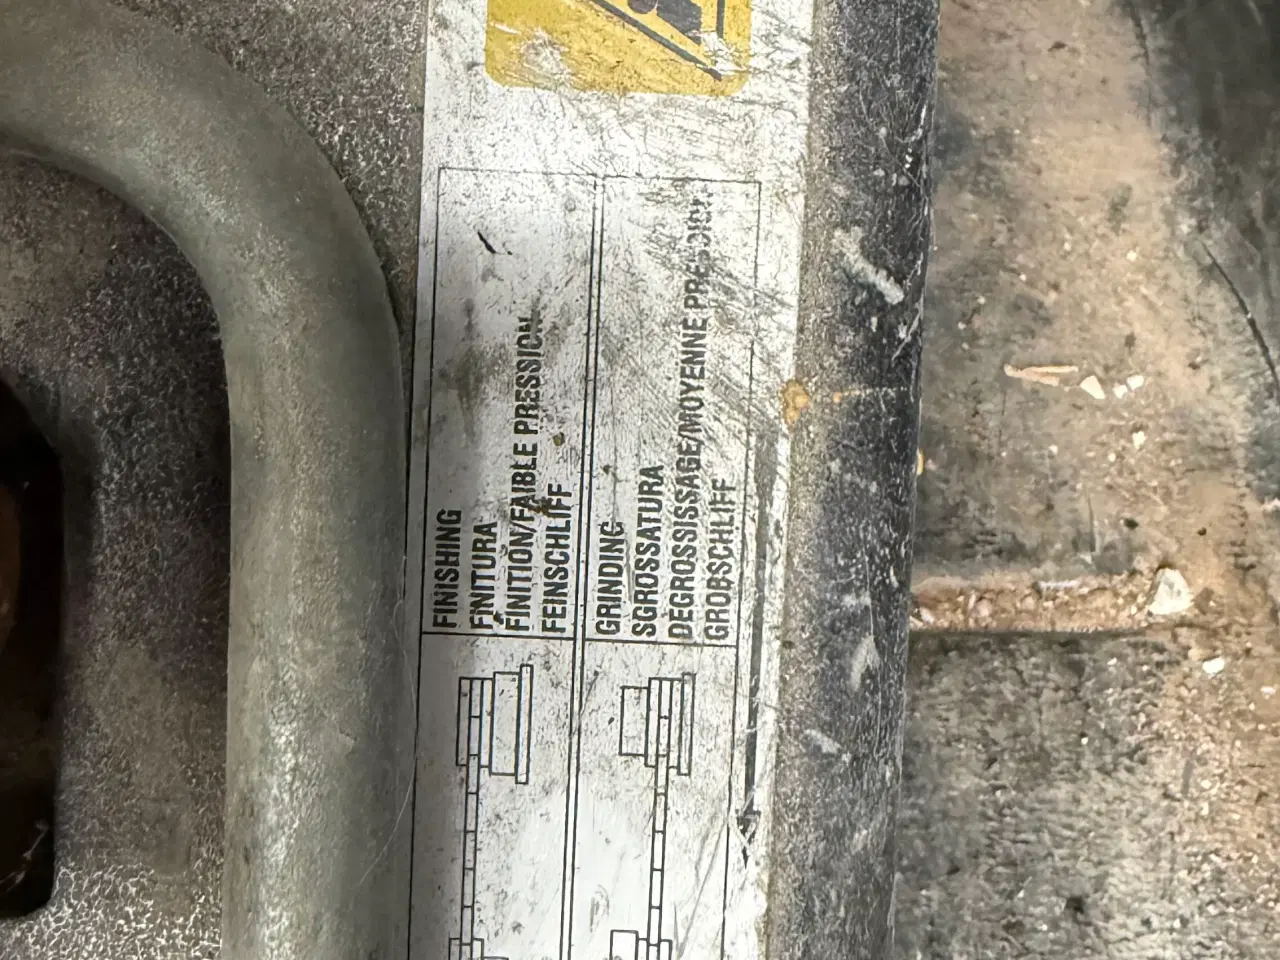 FINISHING
FINITURA
FINITION/FAIBLE PRESSION
FEINSCHLIFF
GRINDING
SGROSSATURA
DEGROSSISSAGE/MOYENNE PRESSION
GROBSCHLIFF